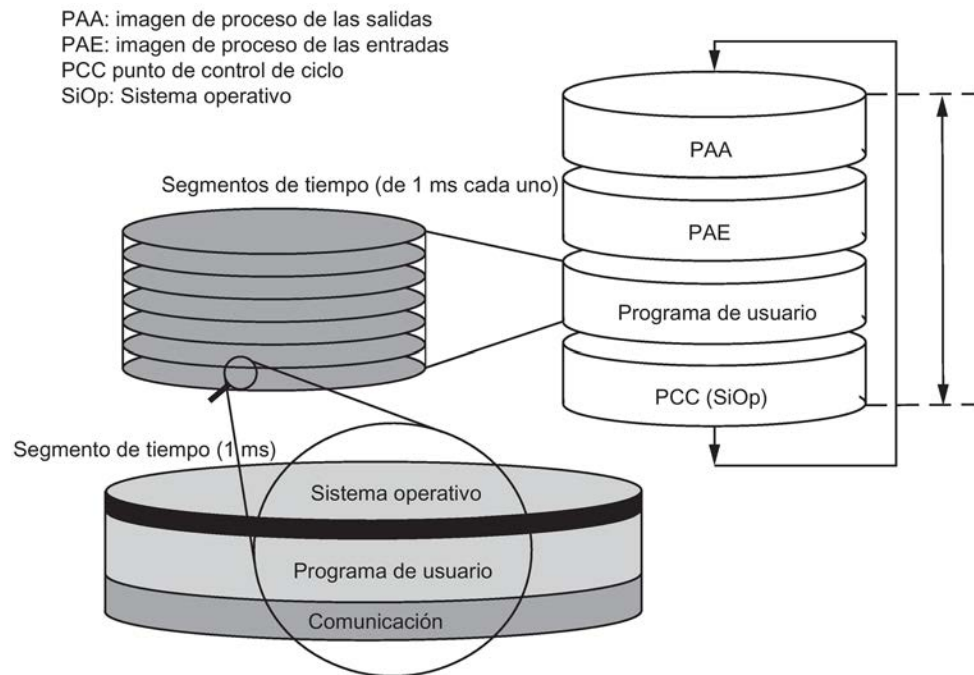 PAA: imagen de proceso de las salidas
PAE: imagen de proceso de las entradas
PCC punto de control de ciclo
SiOp: Sistema operativo
PAA
Segmentos de tiempo (de 1 ms cada uno)
PAE
Programa de usuario
PCC (SiOp)
Segmento de tiempo (1 ms)
Sistema operativo
Programa de usuario
Comunicación